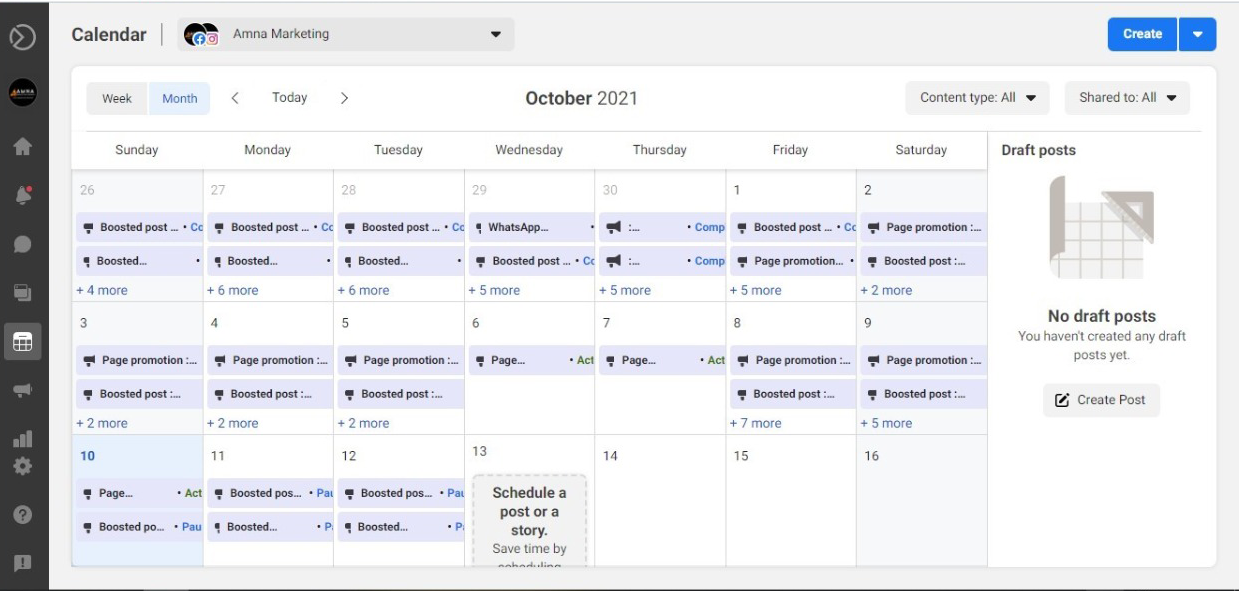 Calendar
Amna Marketing
Create
Week Month Today October 2021 Content type: All Shared to: All
Sunday Monday Tuesday Wednesday Thursday Friday Saturday Draft posts
26 27 28 29 30 1 2
Boosted post ... • Co Boosted post ... • Co Boosted post ... • Co WhatsApp... • :... • Comp Boosted post ... • Co Page promotion :...
Boosted... • Boosted... • Boosted... • Boosted post ... • Co :... • Comp Page promotion... • Boosted post :...
+ 4 more + 6 more + 6 more + 5 more + 5 more + 5 more + 2 more
No draft posts
You haven't created any draft
posts yet.
Create Post
3 4 5 6 7 8 9
Page promotion :... Page promotion :... Page promotion :... Page... • Act Page... • Act Page promotion :... Page promotion :...
Boosted post :... Boosted post :... Boosted post :... Boosted post :... Boosted post :...
+ 2 more + 2 more + 2 more + 7 more + 5 more
10 11 12 13 14 15 16
Page... • Act Boosted pos... • Pau Boosted pos... • Pau
Boosted po... • Pau Boosted... • P Boosted... • P
Schedule a
post or a
story.
Save time by
scheduling